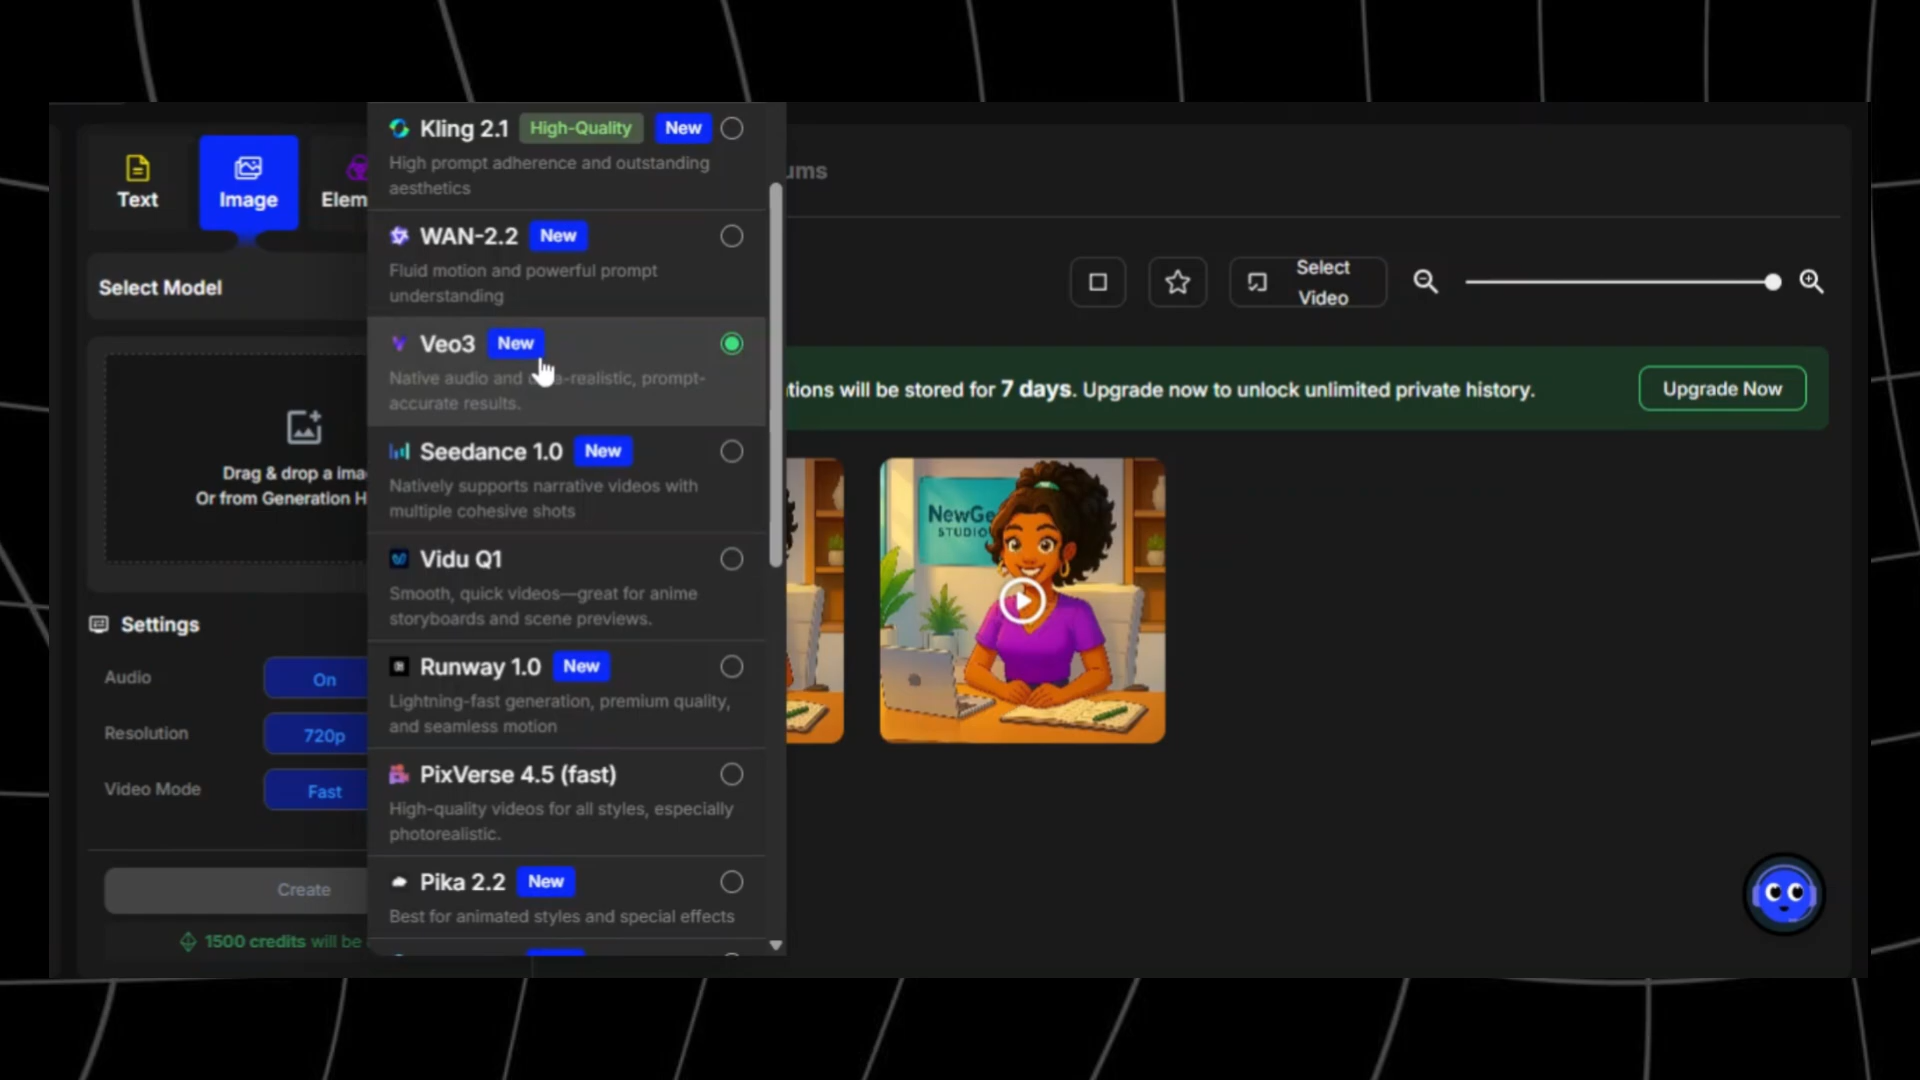 Text
Image
Elem
Select Model
Drag & drop a ima
Or from Generation H
Settings
Audio
On
Resolution
720p
Video Mode
Fast
Create
1500 credits will be
Kling 2.1 High-Quality New
High prompt adherence and outstanding
aesthetics
WAN-2.2 New
Fluid motion and powerful prompt
understanding
Veo3 New
Native audio and a-realistic, prompt-
accurate results.
Seedance 1.0 New
Natively supports narrative videos with
multiple cohesive shots
Vidu Q1
Smooth, quick videos—great for anime
storyboards and scene previews.
Runway 1.0 New
Lightning-fast generation, premium quality,
and seamless motion
PixVerse 4.5 (fast)
High-quality videos for all styles, especially
photorealistic.
Pika 2.2 New
Best for animated styles and special effects
ums
Select
Video
tions will be stored for 7 days. Upgrade now to unlock unlimited private history.
Upgrade Now
NewGe
STUDIO